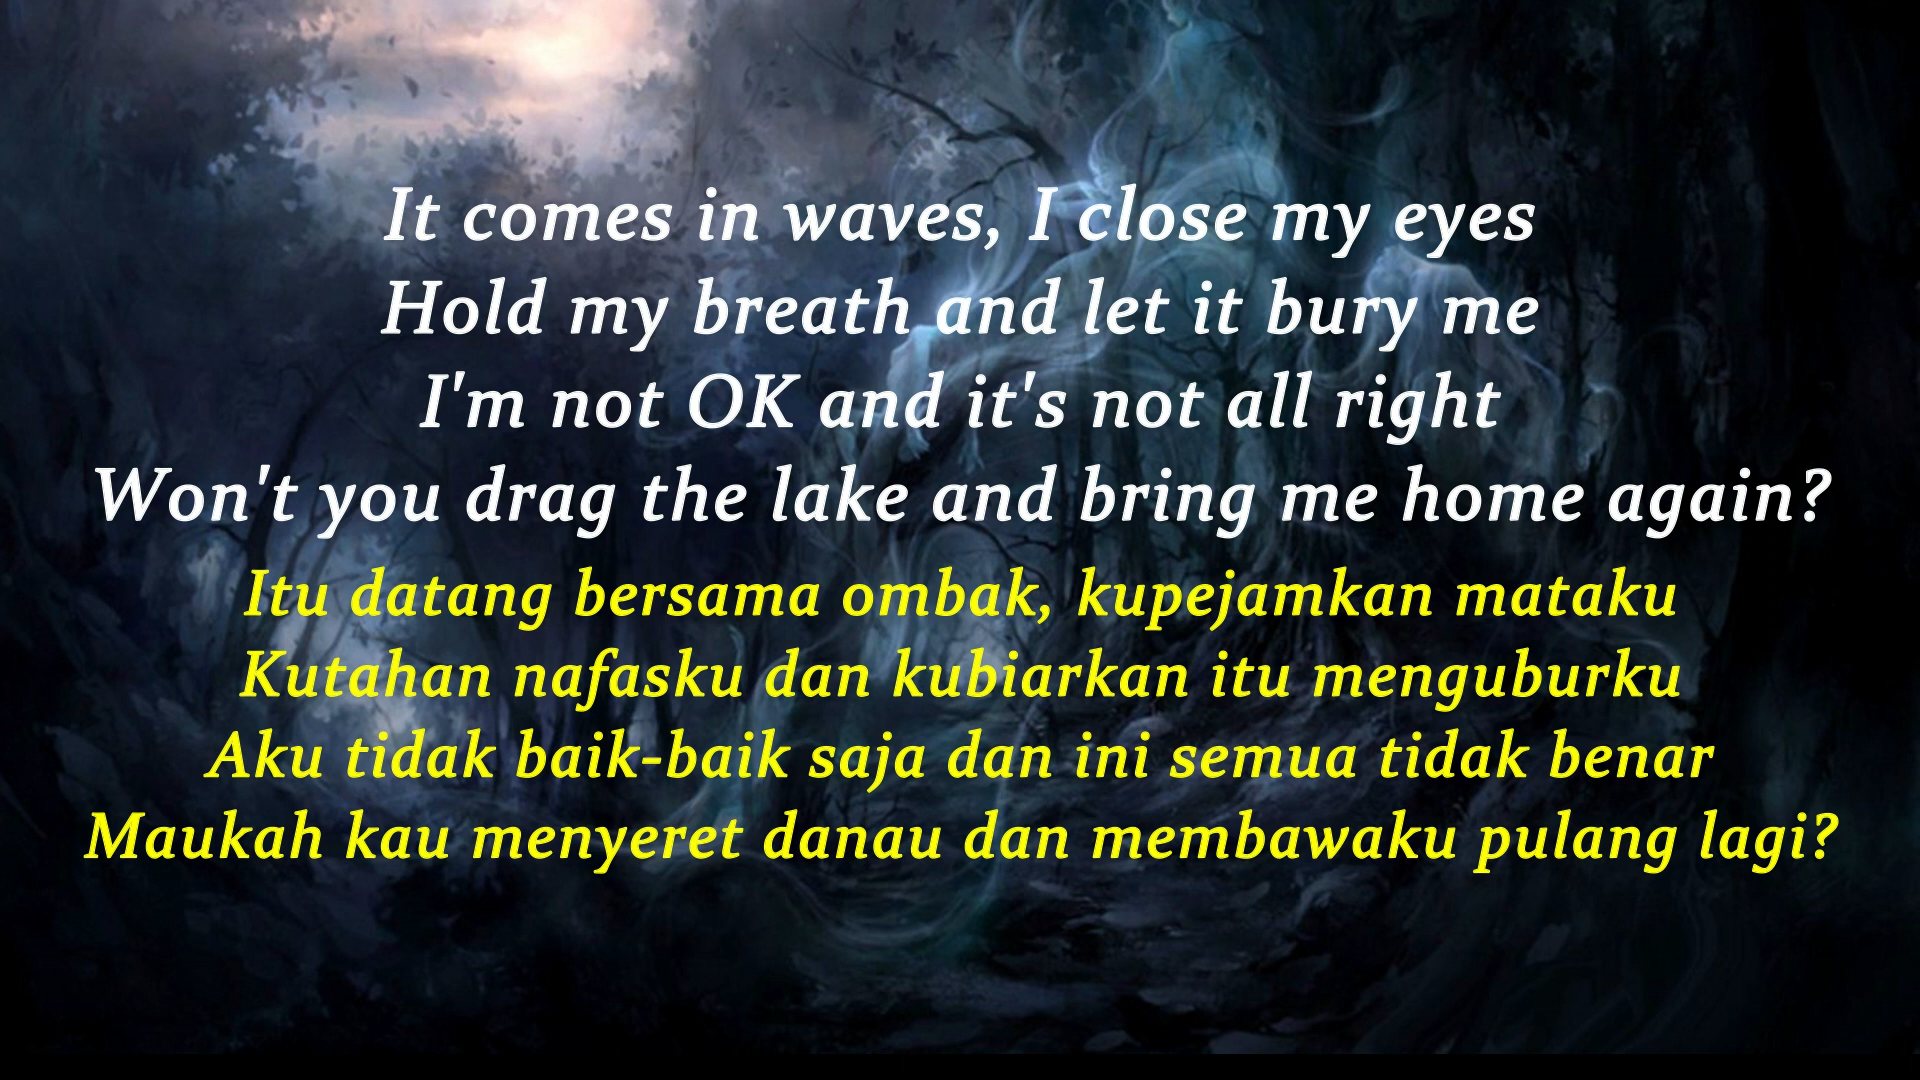 It comes in waves, I close my eyes
Hold my breath and let it bury me
I'm not OK and it's not all right
Won't you drag the lake and bring me home again?
Itu datang bersama ombak, kupejamkan mataku
Kutahan nafasku dan kubiarkan itu menguburku
Aku tidak baik-baik saja dan ini semua tidak benar
Maukah kau menyeret danau dan membawaku pulang lagi?